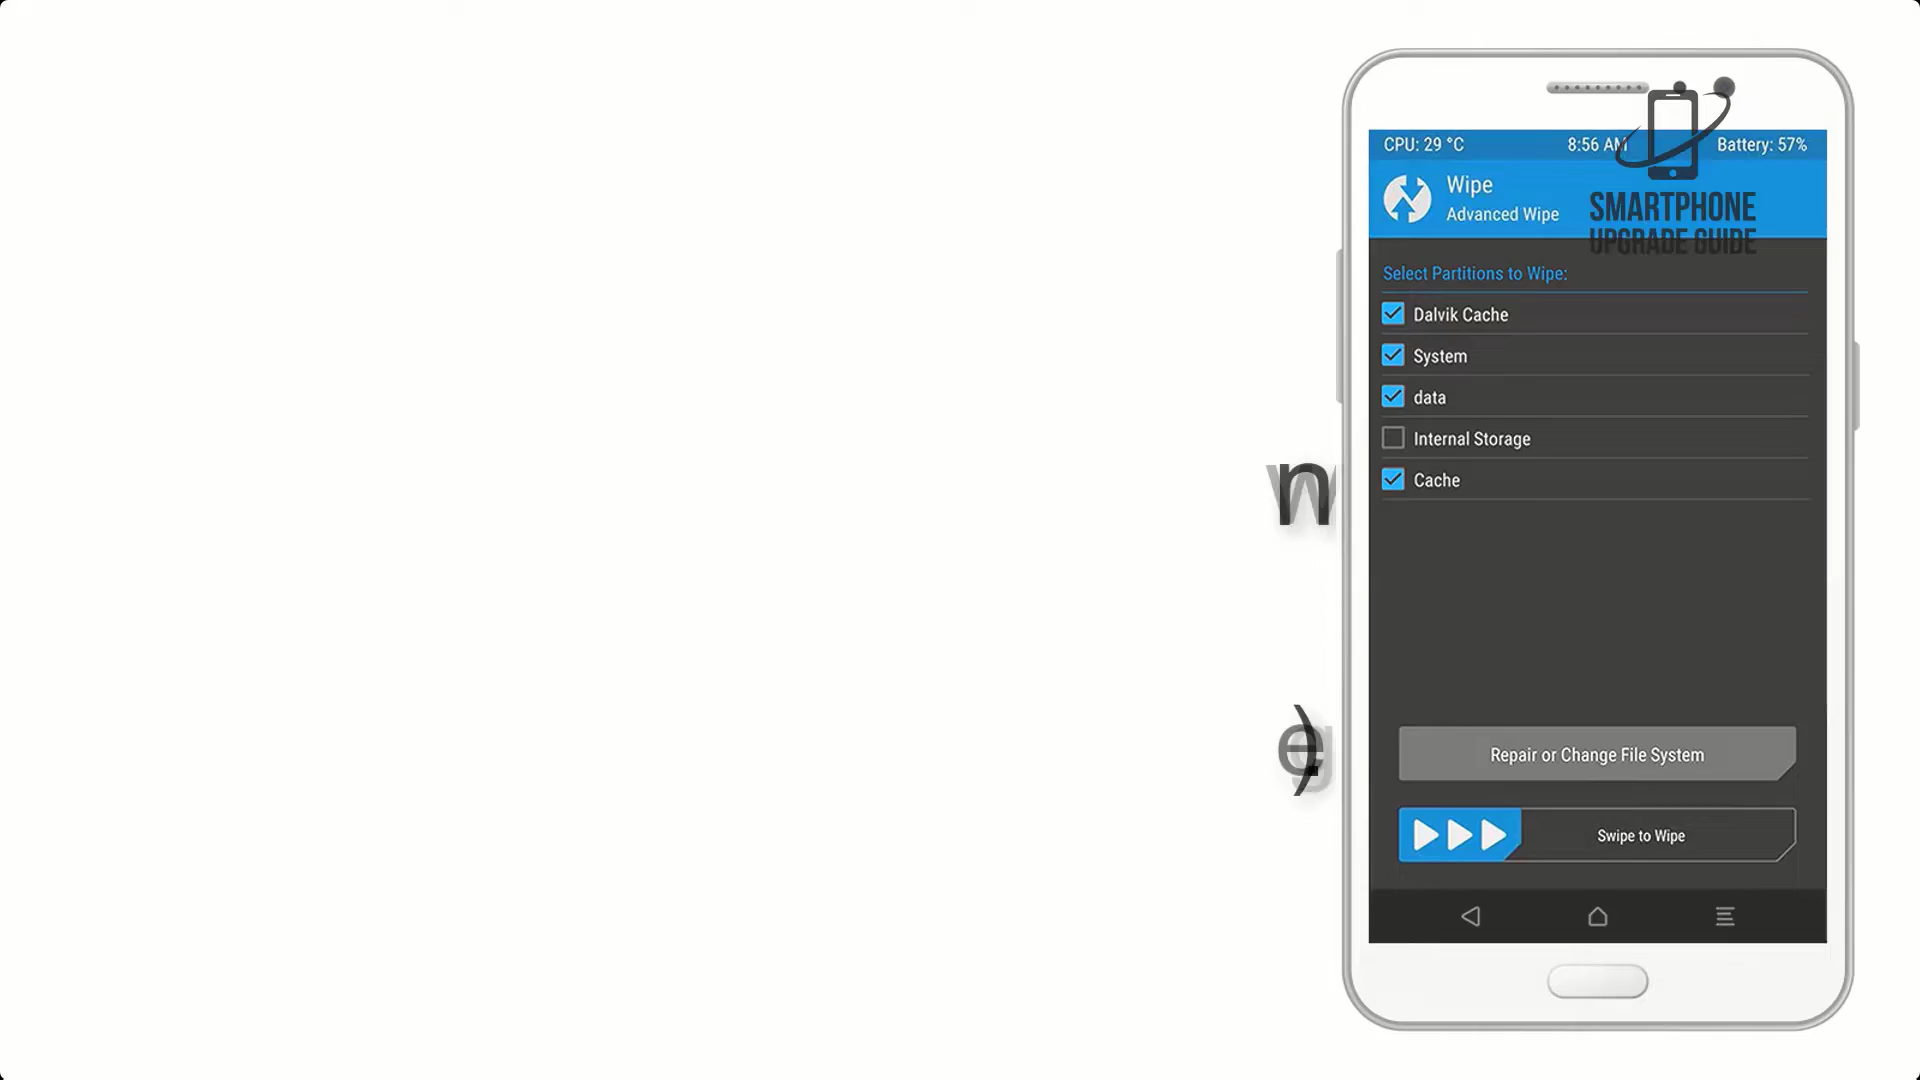 CPU: 29 °C 8:56 AM Battery: 57%
Wipe
Advanced Wipe
SMARTPHONE
UPGRADE GUIDE
Select Partitions to Wipe:
Dalvik Cache
System
data
Internal Storage
Cache
Repair or Change File System
Swipe to Wipe